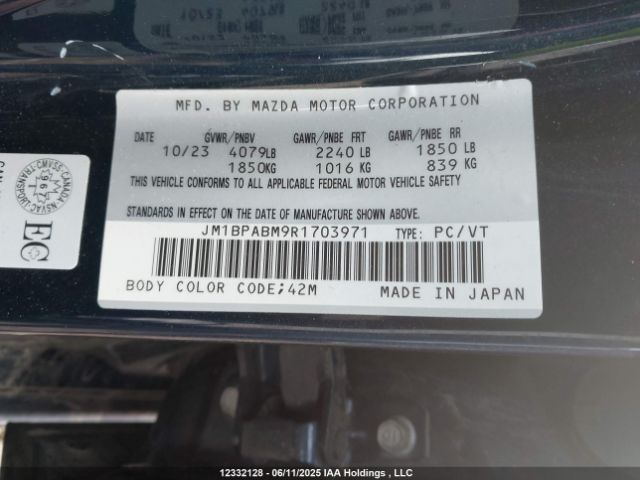 MFD. BY MAZDA MOTOR CORPORATION
DATE GVWR/PNBV GAWR/PNBE FRT GAWR/PNBE RR
10/23 4079LB 2240 LB 1850 LB
1850KG 1016 KG 839 KG
THIS VEHICLE CONFORMS TO ALL APPLICABLE FEDERAL MOTOR VEHICLE SAFETY
STANDARDS IN EFFECT ON THE DATE OF MANUFACTURE SHOWN ABOVE.
JM1BPABM9R1703971 TYPE: PC/VT
BODY COLOR CODE;42M
MADE IN JAPAN
EC
12332128 - 06/11/2025 IAA Holdings , LLC